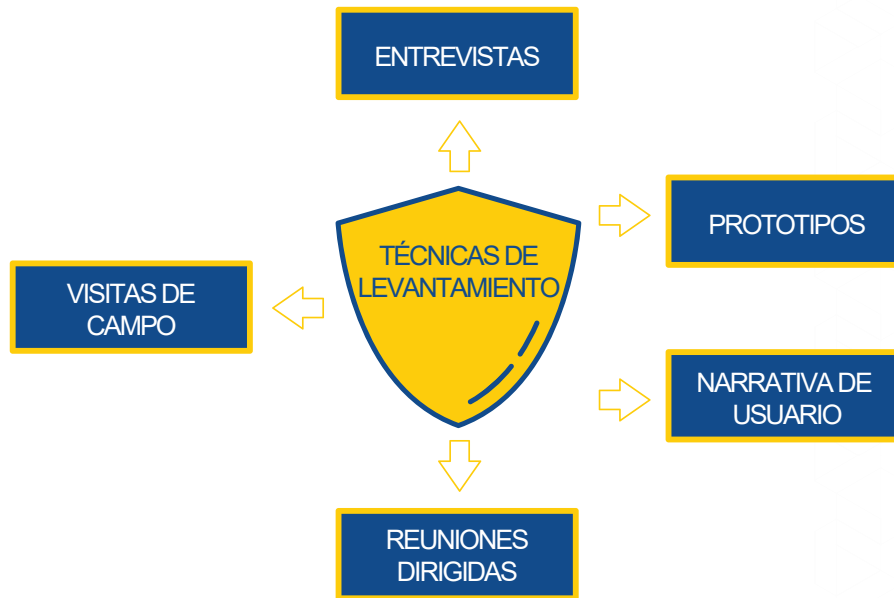 ENTREVISTAS
PROTOTIPOS
TÉCNICAS DE
LEVANTAMIENTO
VISITAS DE
CAMPO
NARRATIVA DE
USUARIO
REUNIONES
DIRIGIDAS